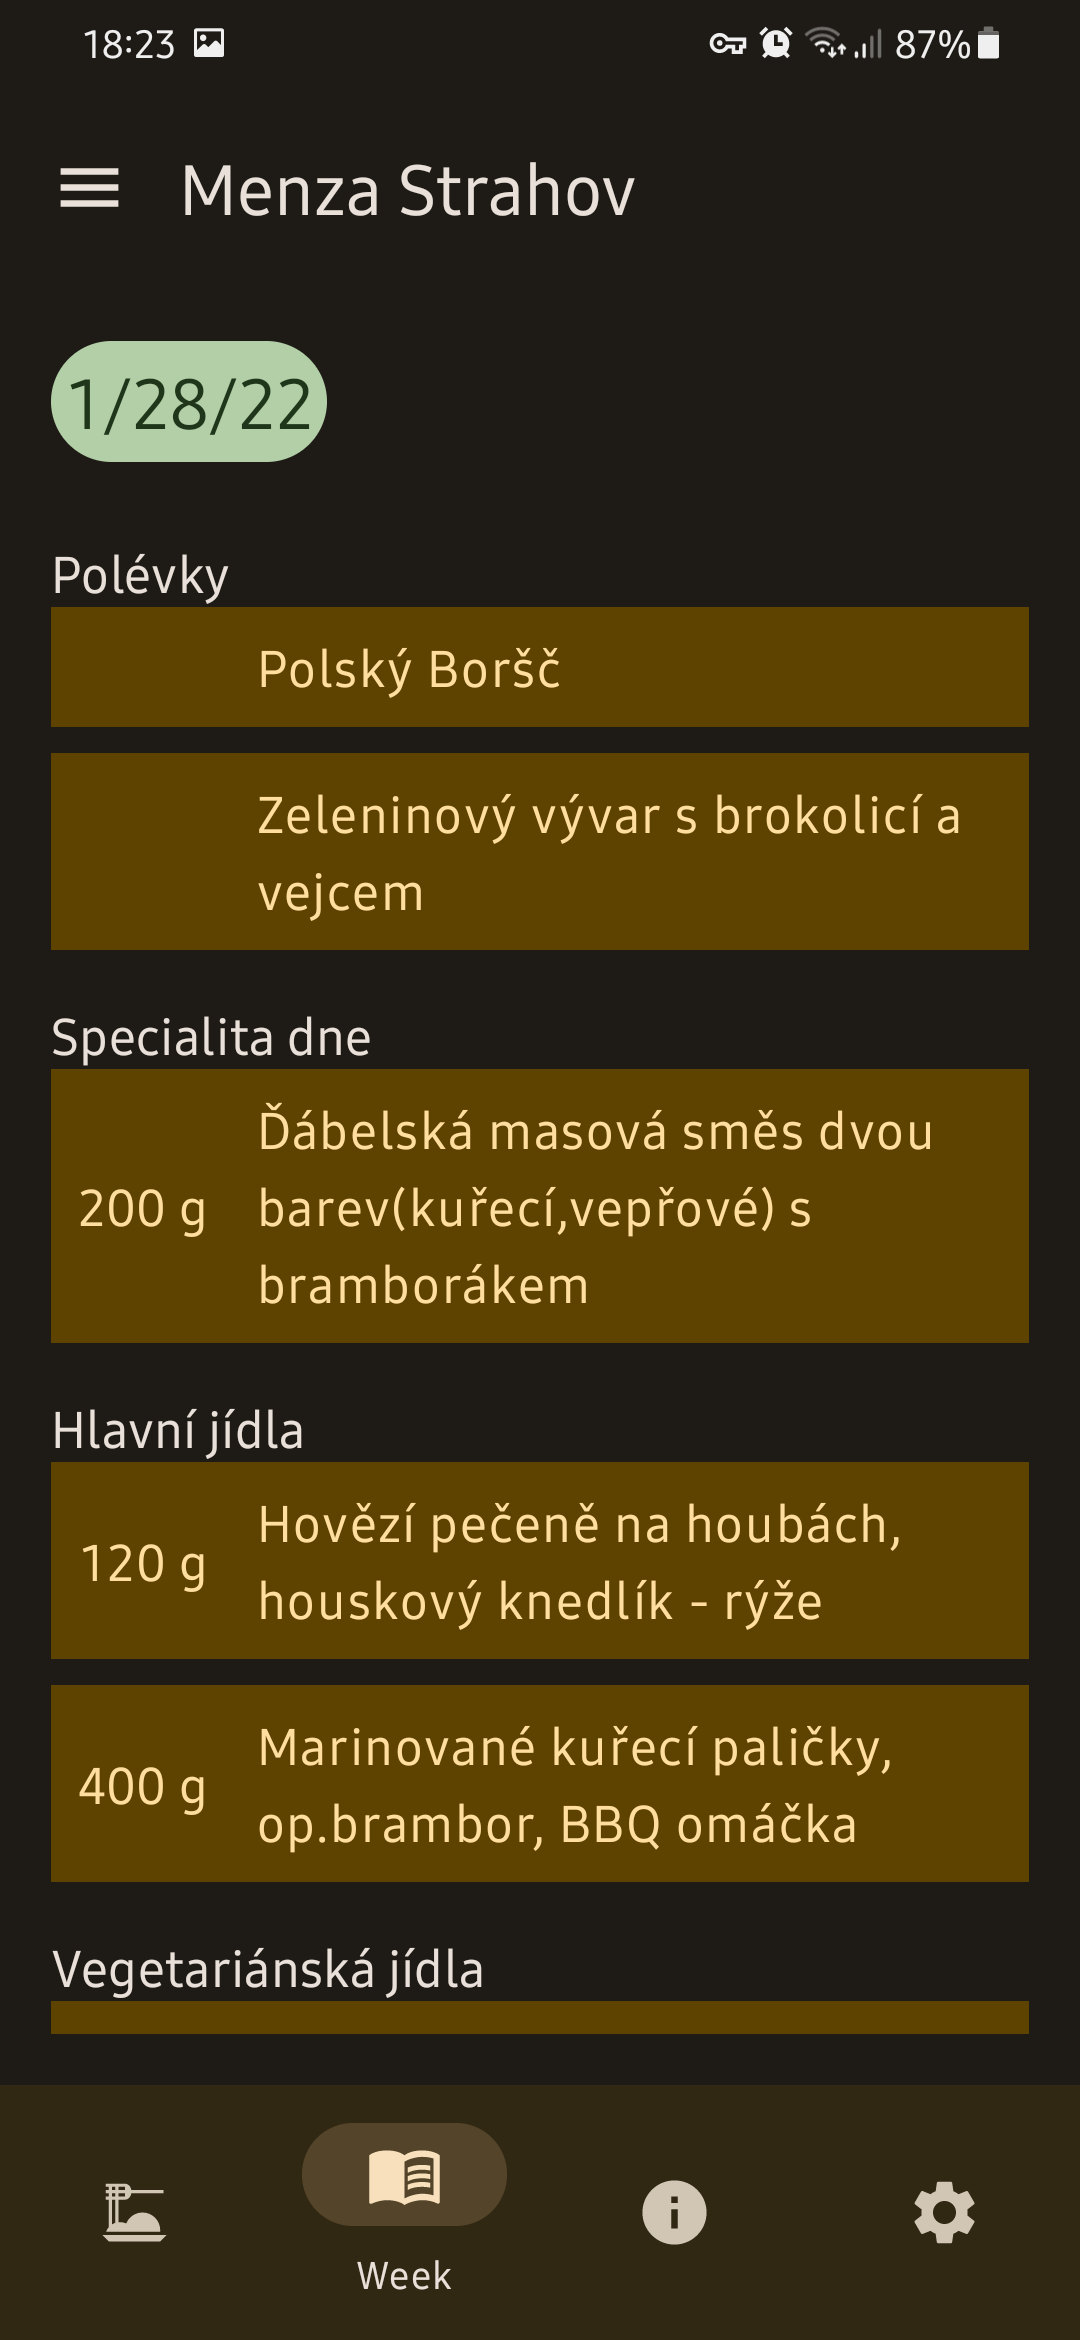 18:23
87%
Menza Strahov
1/28/22
Polévky
Polský Boršč
Zeleninový vývar s brokolicí a
vejcem
Specialita dne
200 g
Ďábelská masová směs dvou
barev(kuřecí,vepřové) s
bramborákem
Hlavní jídla
120 g
Hovězí pečeně na houbách,
houskový knedlík - rýže
400 g
Marinované kuřecí paličky,
op.brambor, BBQ omáčka
Vegetariánská jídla
Week